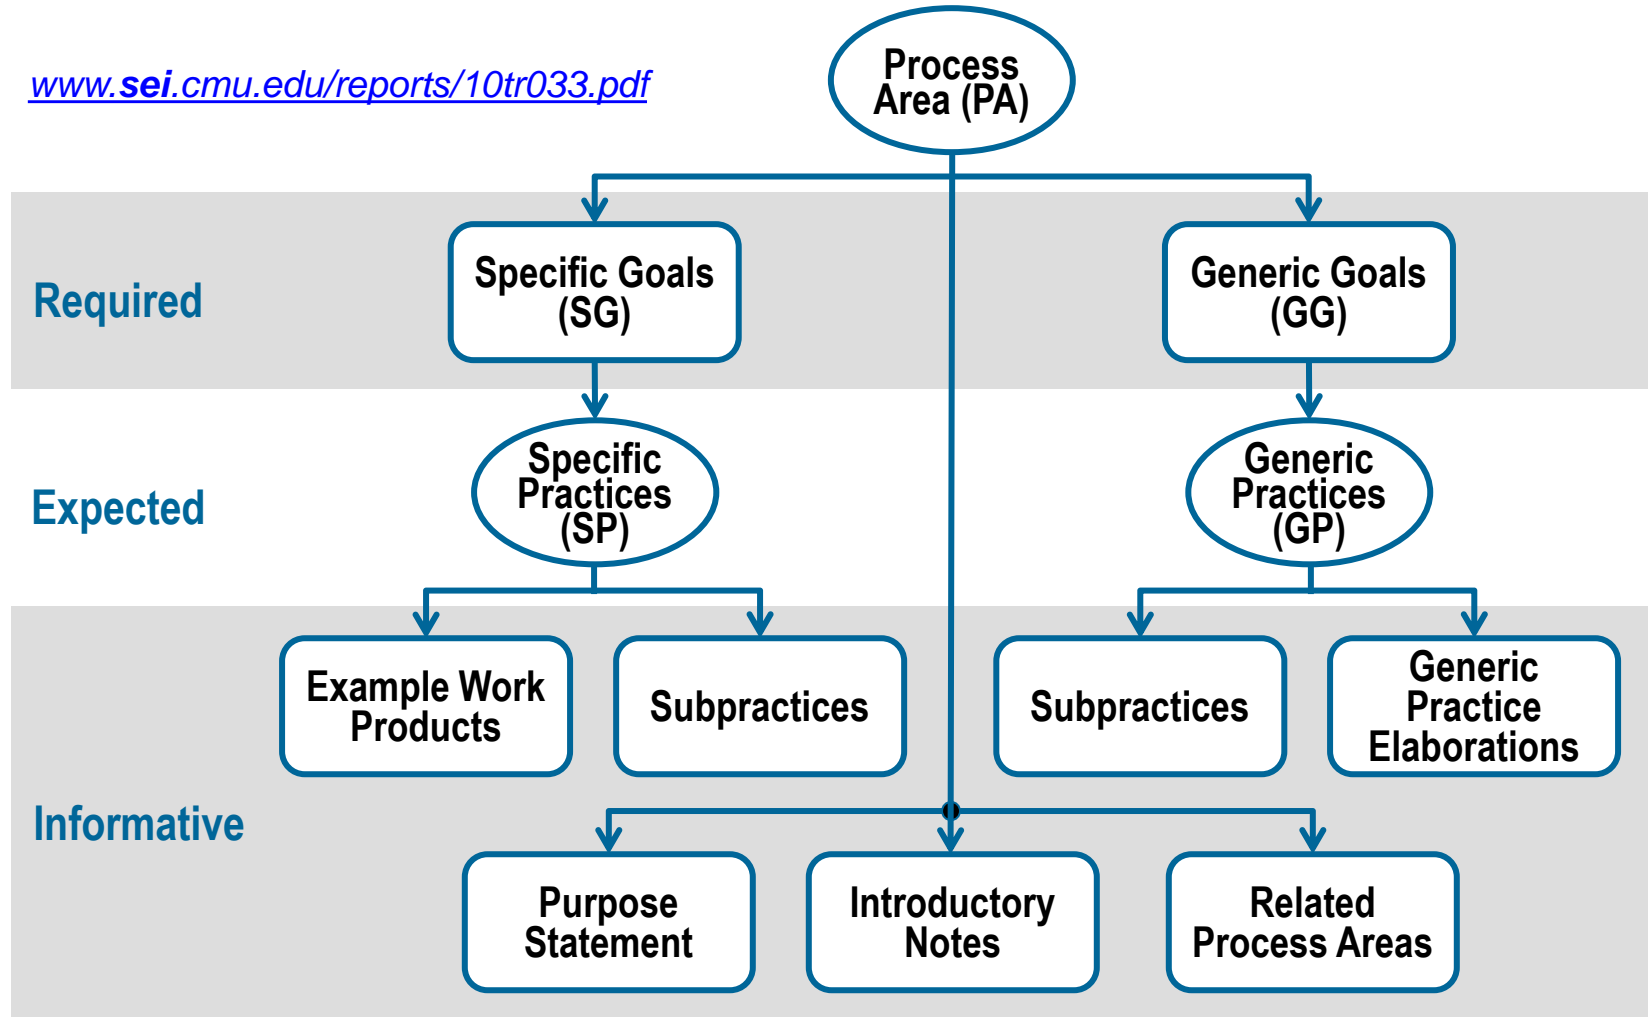 www.sei.cmu.edu/reports/10tr033.pdf
Process
Area (PA)
Required
Specific Goals
(SG)
Generic Goals
(GG)
Expected
Specific
Practices
(SP)
Generic
Practices
(GP)
Informative
Example Work
Products
Subpractices
Subpractices
Generic
Practice
Elaborations
Purpose
Statement
Introductory
Notes
Related
Process Areas